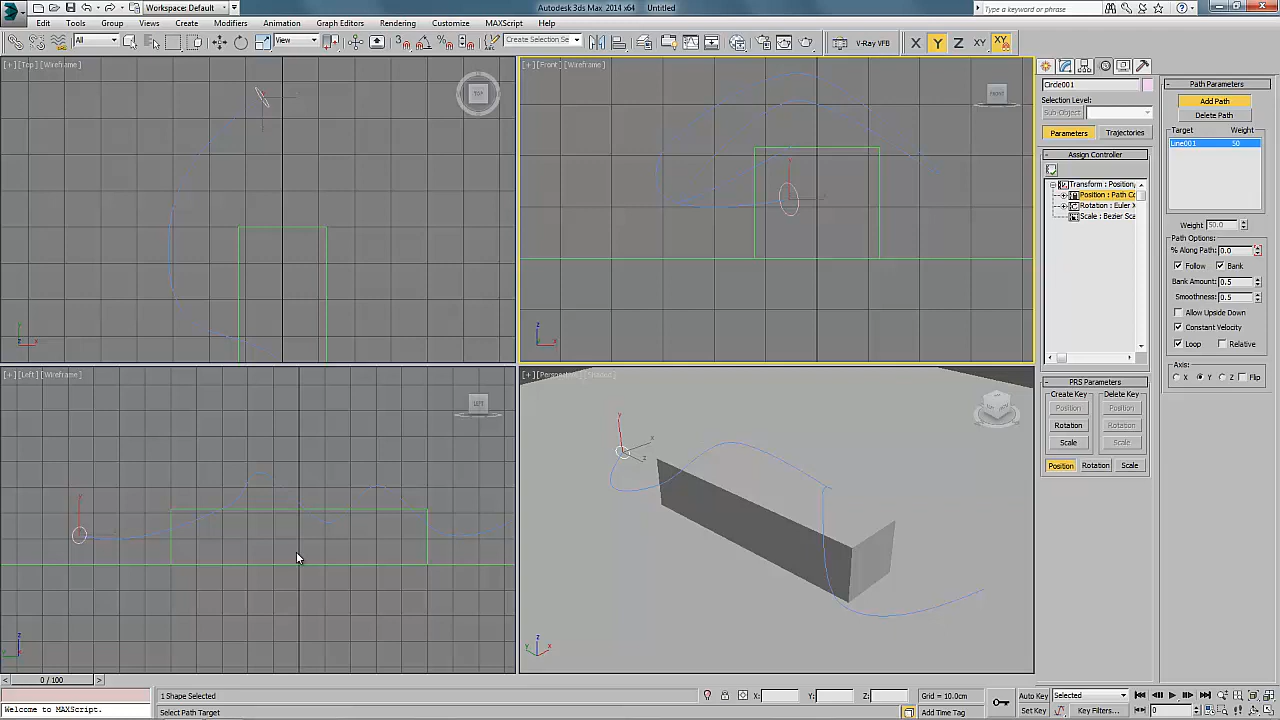 Workspace: Default
Autodesk 3ds Max 2014 x64 Untitled
Type a keyword or phrase
Edit Tools Group Views Create Modifiers Animation Graph Editors Rendering Customize MAXScript Help
All
View
Create Selection Se
V-Ray VFB
X Y Z XY
[+] [Top] [Wireframe]
TOP
[+] [Front] [Wireframe]
FRONT
[+] [Left] [Wireframe]
LEFT
[+] [Perspective] [Shaded]
Circle001
Selection Level:
Sub-Object
Parameters Trajectories
Assign Controller
Transform : Position,
Position : Path Co
Rotation : Euler X
Scale : Bezier Sca
PRS Parameters
Create Key Delete Key
Position Position
Rotation Rotation
Scale Scale
Position Rotation Scale
Path Parameters
Add Path
Delete Path
Target Weight
Line001 50
Weight: 50.0
Path Options:
% Along Path: 0.0
Follow Bank
Bank Amount: 0.5
Smoothness: 0.5
Allow Upside Down
Constant Velocity
Loop Relative
Axis:
X Y Z Flip
0 / 100
Welcome to MAXScript.
1 Shape Selected
Select Path Target
X: Y: Z:
Grid = 10.0cm
Add Time Tag
Auto Key Selected
Set Key Key Filters...
0